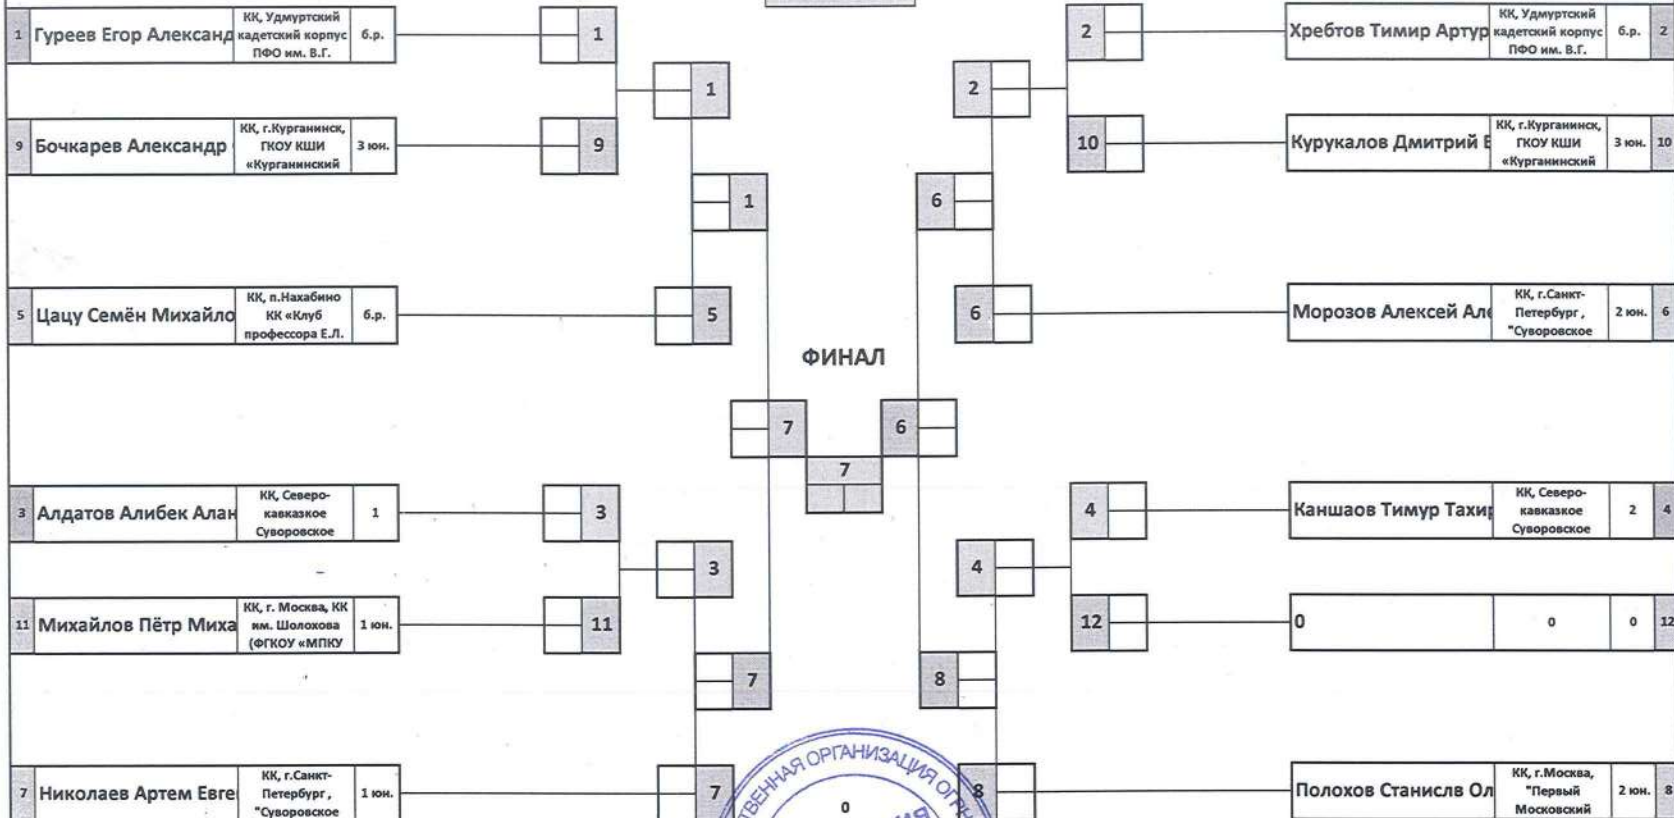 1 Гуреев Егор Александ КК, Удмуртский кадетский корпус ПФО им. В.Г. б.р. 1
2 Хребтов Тимир Артур КК, Удмуртский кадетский корпус ПФО им. В.Г. б.р. 2
1
2
9 Бочкарев Александр КК, г.Курганинск, ГКОУ КШИ «Курганинский 3 юн. 9
10 Курукалов Дмитрий КК, г.Курганинск, ГКОУ КШИ «Курганинский 3 юн. 10
1
6
5 Цацу Семён Михайло КК, п.Нахабино КК «Клуб профессора Е.Л. б.р. 5
6 Морозов Алексей Але КК, г.Санкт-Петербург, "Суворовское 2 юн. 6
ФИНАЛ
7
6
7
3 Алдатов Алибек Алан КК, Северо-кавказкое Суворовское 1 3
4 Каншаов Тимур Тахир КК, Северо-кавказкое Суворовское 2 4
3
4
11 Михайлов Пётр Миха КК, г. Москва, КК им. Шолохова (ФГКОУ «МПКУ 1 юн. 11
12 0 0 0 12
7
8
7 Николаев Артем Евге КК, г.Санкт-Петербург, "Суворовское 1 юн. 7
8 Полохов Станислв Ол КК, г.Москва, "Первый Московский 2 юн. 8
ТВЕННАЯ ОРГАНИЗАЦИЯ
0